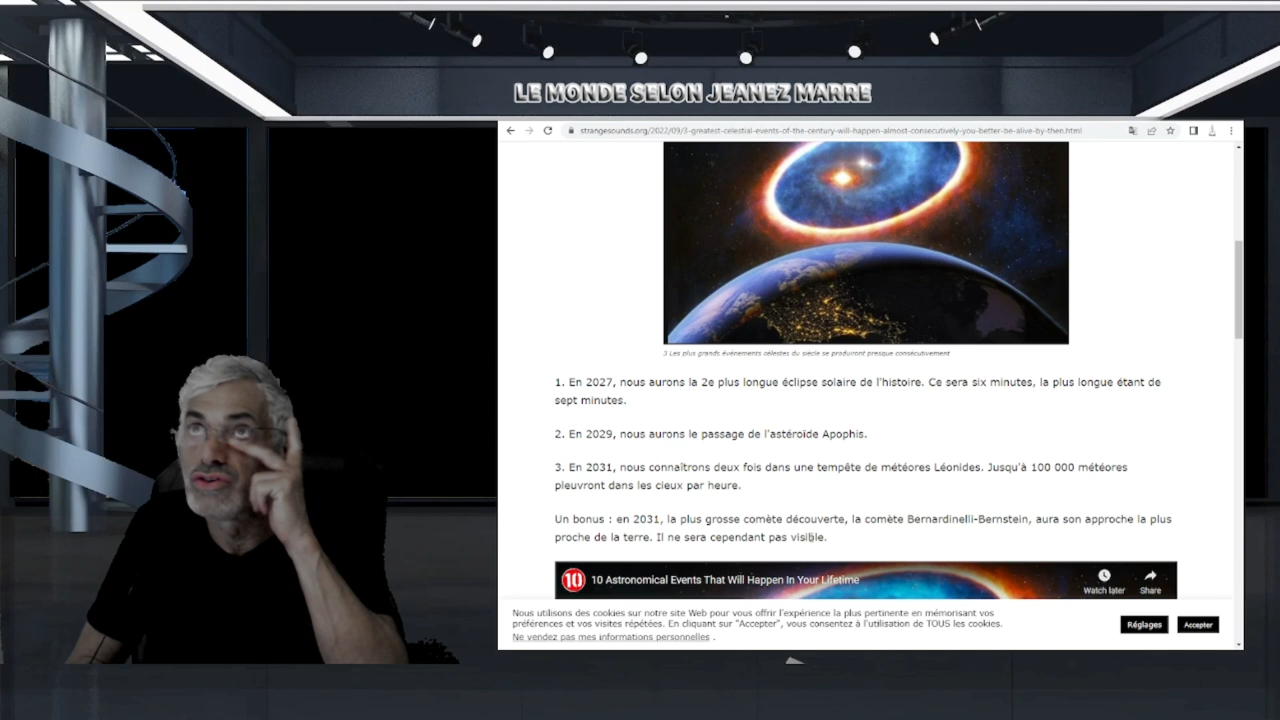 LE MONDE SELON JEANEZ MARRE
strangesounds.org/2022/09/3-greatest-celestial-events-of-the-century-will-happen-almost-consecutively-you-better-be-alive-by-then.html
3 Les plus grands événements célestes du siècle se produiront presque consécutivement
1. En 2027, nous aurons la 2e plus longue éclipse solaire de l'histoire. Ce sera six minutes, la plus longue étant de
sept minutes.
2. En 2029, nous aurons le passage de l'astéroïde Apophis.
3. En 2031, nous connaîtrons deux fois dans une tempête de météores Léonides. Jusqu'à 100 000 météores
pleuvront dans les cieux par heure.
Un bonus : en 2031, la plus grosse comète découverte, la comète Bernardinelli-Bernstein, aura son approche la plus
proche de la terre. Il ne sera cependant pas visible.
10 10 Astronomical Events That Will Happen In Your Lifetime
Watch later Share
Nous utilisons des cookies sur notre site Web pour vous offrir l'expérience la plus pertinente en mémorisant vos
préférences et vos visites répétées. En cliquant sur "Accepter", vous consentez à l'utilisation de TOUS les cookies.
Ne vendez pas mes informations personnelles .
Réglages Accepter